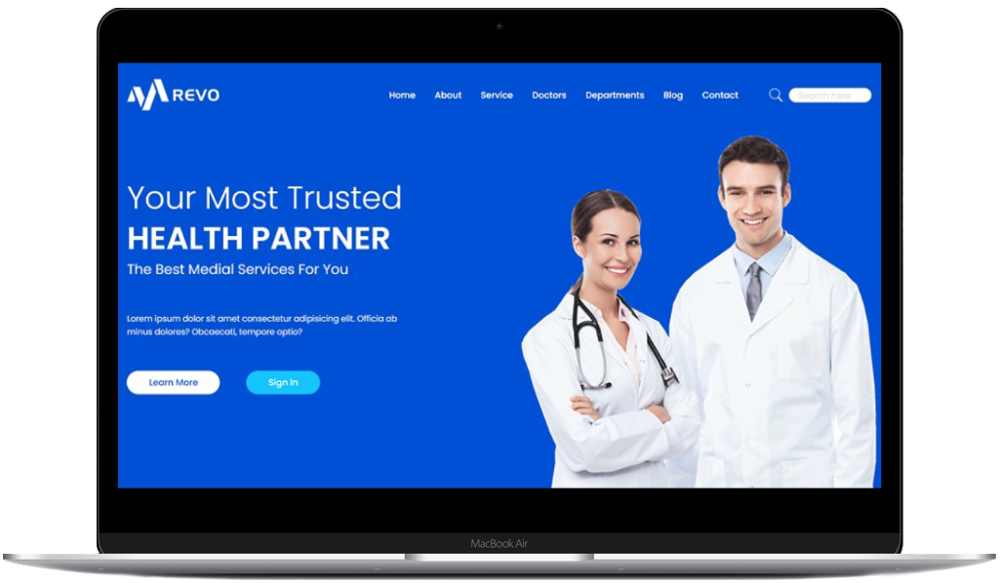 REVO
Home About Service Doctors Departments Blog Contact Search here
Your Most Trusted
HEALTH PARTNER
The Best Medial Services For You
Lorem ipsum dolor sit amet consectetur adipisicing elit. Officia ab
minus dolores? Obcaecati, tempore optio?
Learn More Sign In
MacBook Air